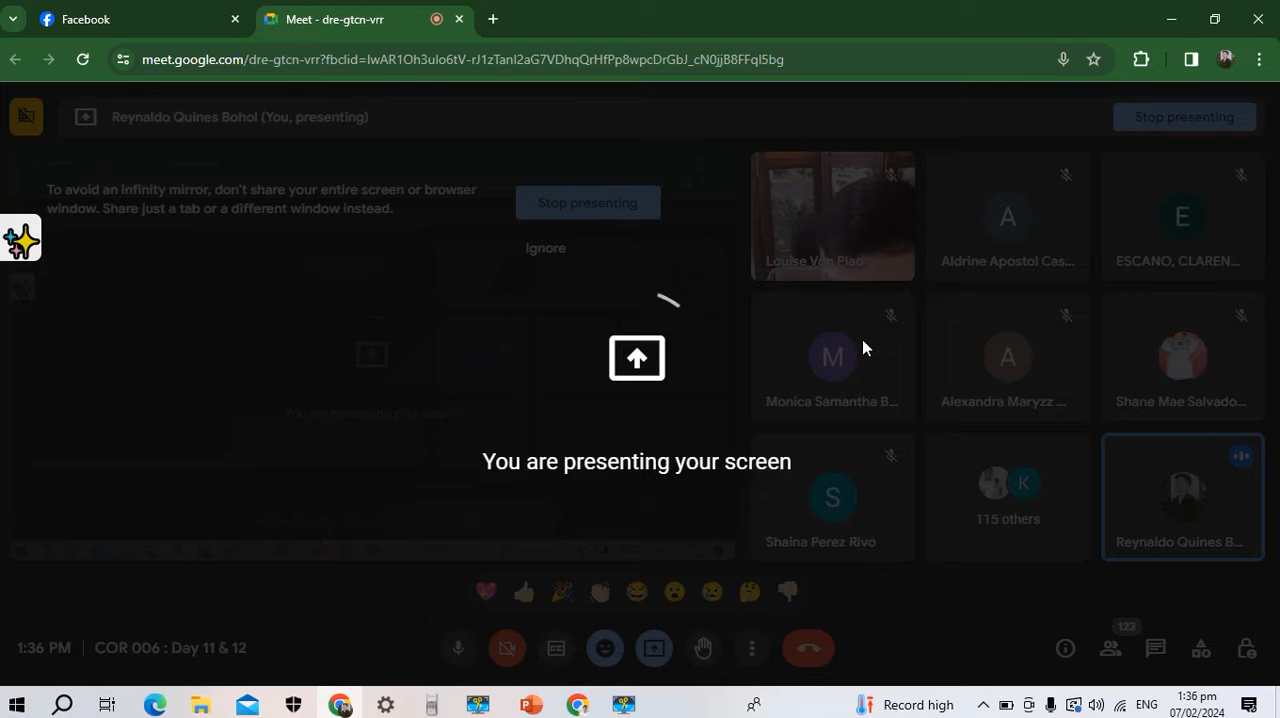 Facebook
Meet - dre-gtcn-vrr
meet.google.com/dre-gtcn-vrr?fbclid=IwAR1Oh3ulo6tV-rJ1zTanI2aG7VDhqQrHfPp8wpcDrGbJ_cN0jjB8FFqI5bg
Reynaldo Quines Bohol (You, presenting)
Stop presenting
To avoid an infinity mirror, don't share your entire screen or browser
window. Share just a tab or a different window instead.
Stop presenting
Ignore
Louise Von Piao
A
Aldrine Apostol Cas...
E
ESCANO, CLAREN...
M
Monica Samantha B...
A
Alexandra Maryzz ...
Shane Mae Salvado...
You are presenting your screen
S
Shaina Perez Rivo
K
115 others
Reynaldo Quines B...
1:36 PM | COR 006 : Day 11 & 12
123
Record high
ENG
1:36 pm
07/02/2024